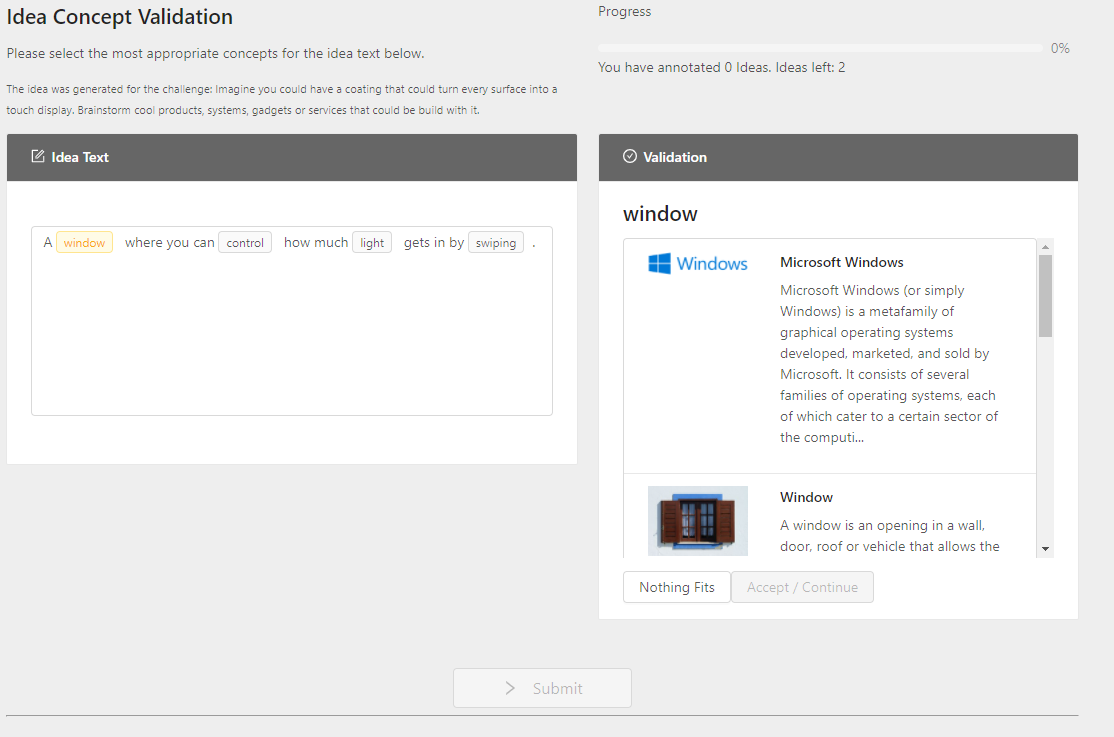 Idea Concept Validation
Please select the most appropriate concepts for the idea text below.
The idea was generated for the challenge: Imagine you could have a coating that could turn every surface into a
touch display. Brainstorm cool products, systems, gadgets or services that could be build with it.
Progress
0%
You have annotated 0 Ideas. Ideas left: 2
Idea Text
A window where you can control how much light gets in by swiping .
Validation
window
Windows
Microsoft Windows
Microsoft Windows (or simply
Windows) is a metafamily of
graphical operating systems
developed, marketed, and sold by
Microsoft. It consists of several
families of operating systems, each
of which cater to a certain sector of
the computi...
Window
A window is an opening in a wall,
door, roof or vehicle that allows the
Nothing Fits
Accept / Continue
Submit